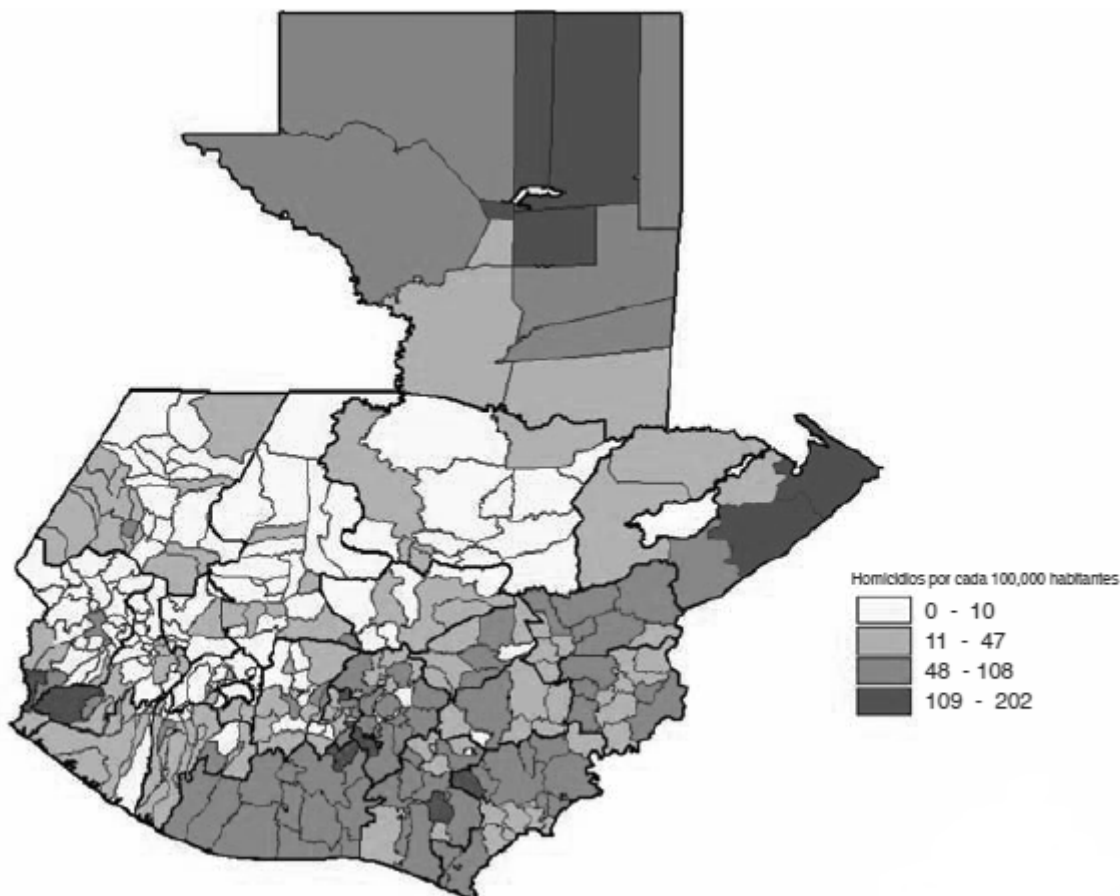 Homicidios por cada 100,000 habitantes
0 - 10
11 - 47
48 - 108
109 - 202